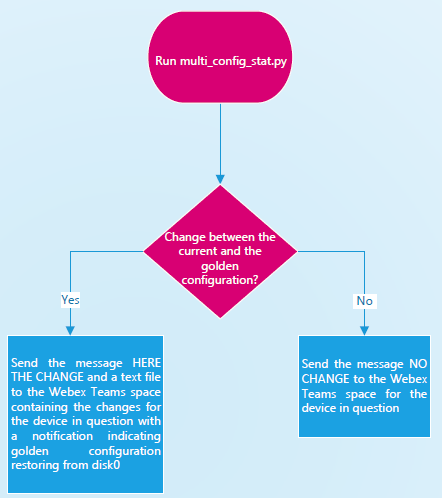 Run multi_config_stat.py
Change between the
current and the
golden
configuration?
Yes
No
Send the message HERE
THE CHANGE and a text file
to the Webex Teams space
containing the changes for
the device in question with
a notification indicating
golden configuration
restoring from disk0
Send the message NO
CHANGE to the Webex
Teams space for the
device in question